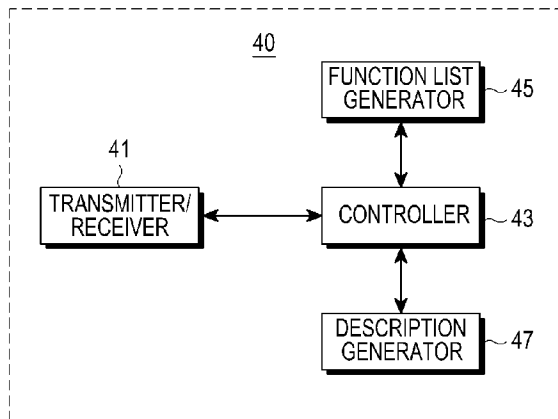 40
FUNCTION LIST
GENERATOR
45
41
TRANSMITTER/
RECEIVER
CONTROLLER
43
DESCRIPTION
GENERATOR
47